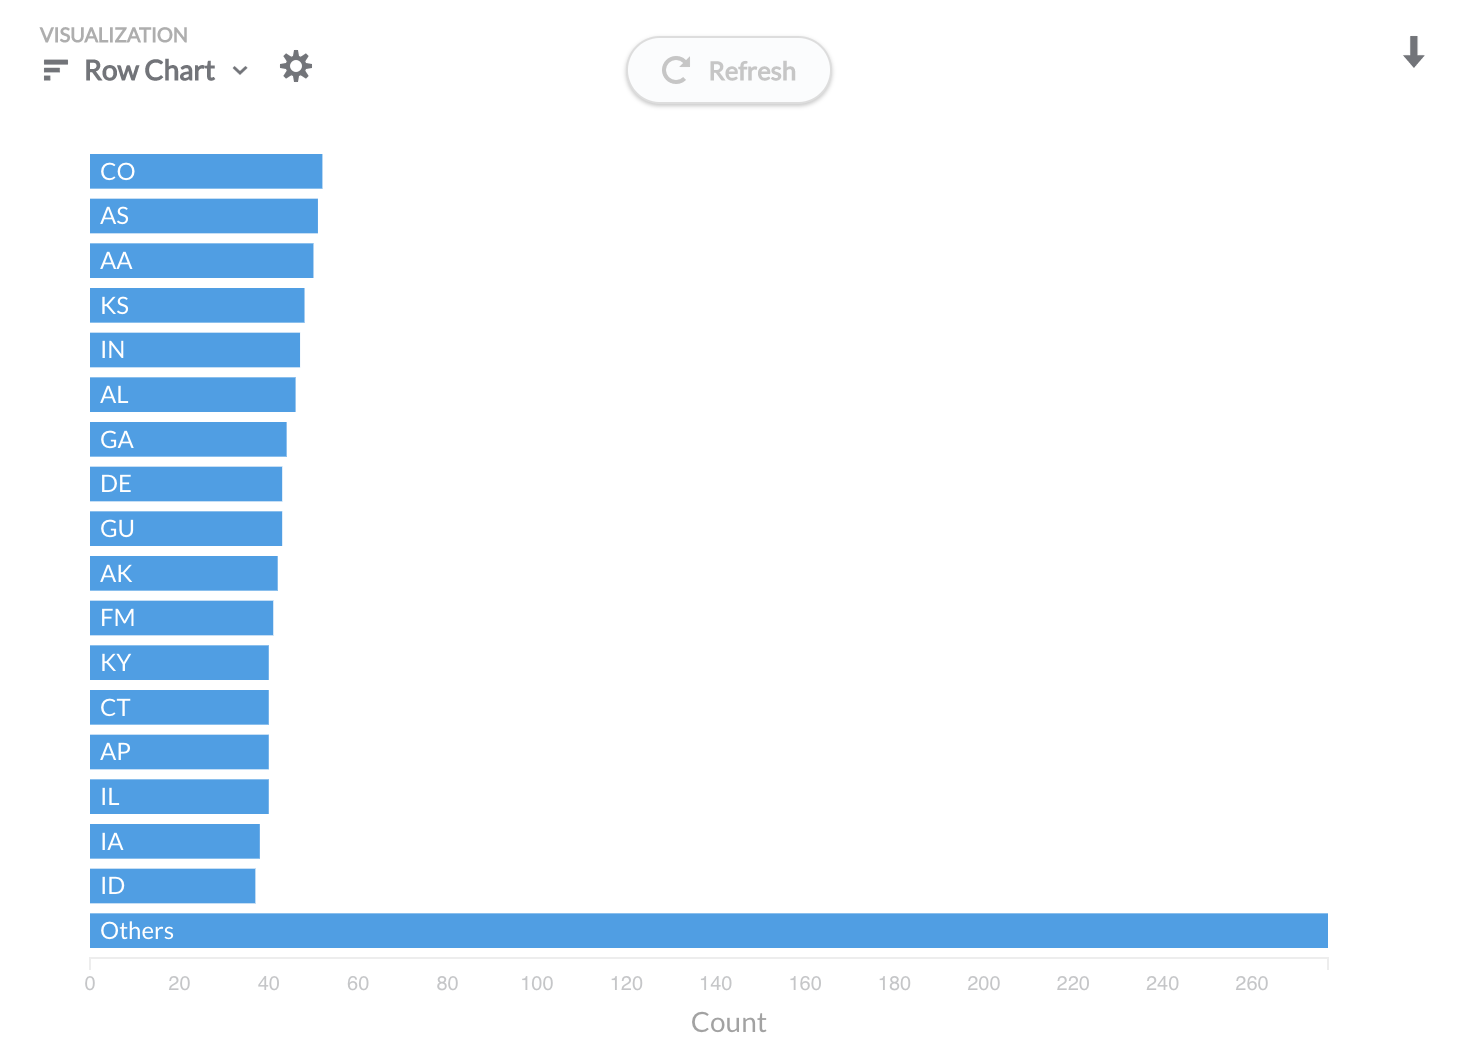 VISUALIZATION
Row Chart
Refresh
CO
AS
AA
KS
IN
AL
GA
DE
GU
AK
FM
KY
CT
AP
IL
IA
ID
Others
0 20 40 60 80 100 120 140 160 180 200 220 240 260
Count